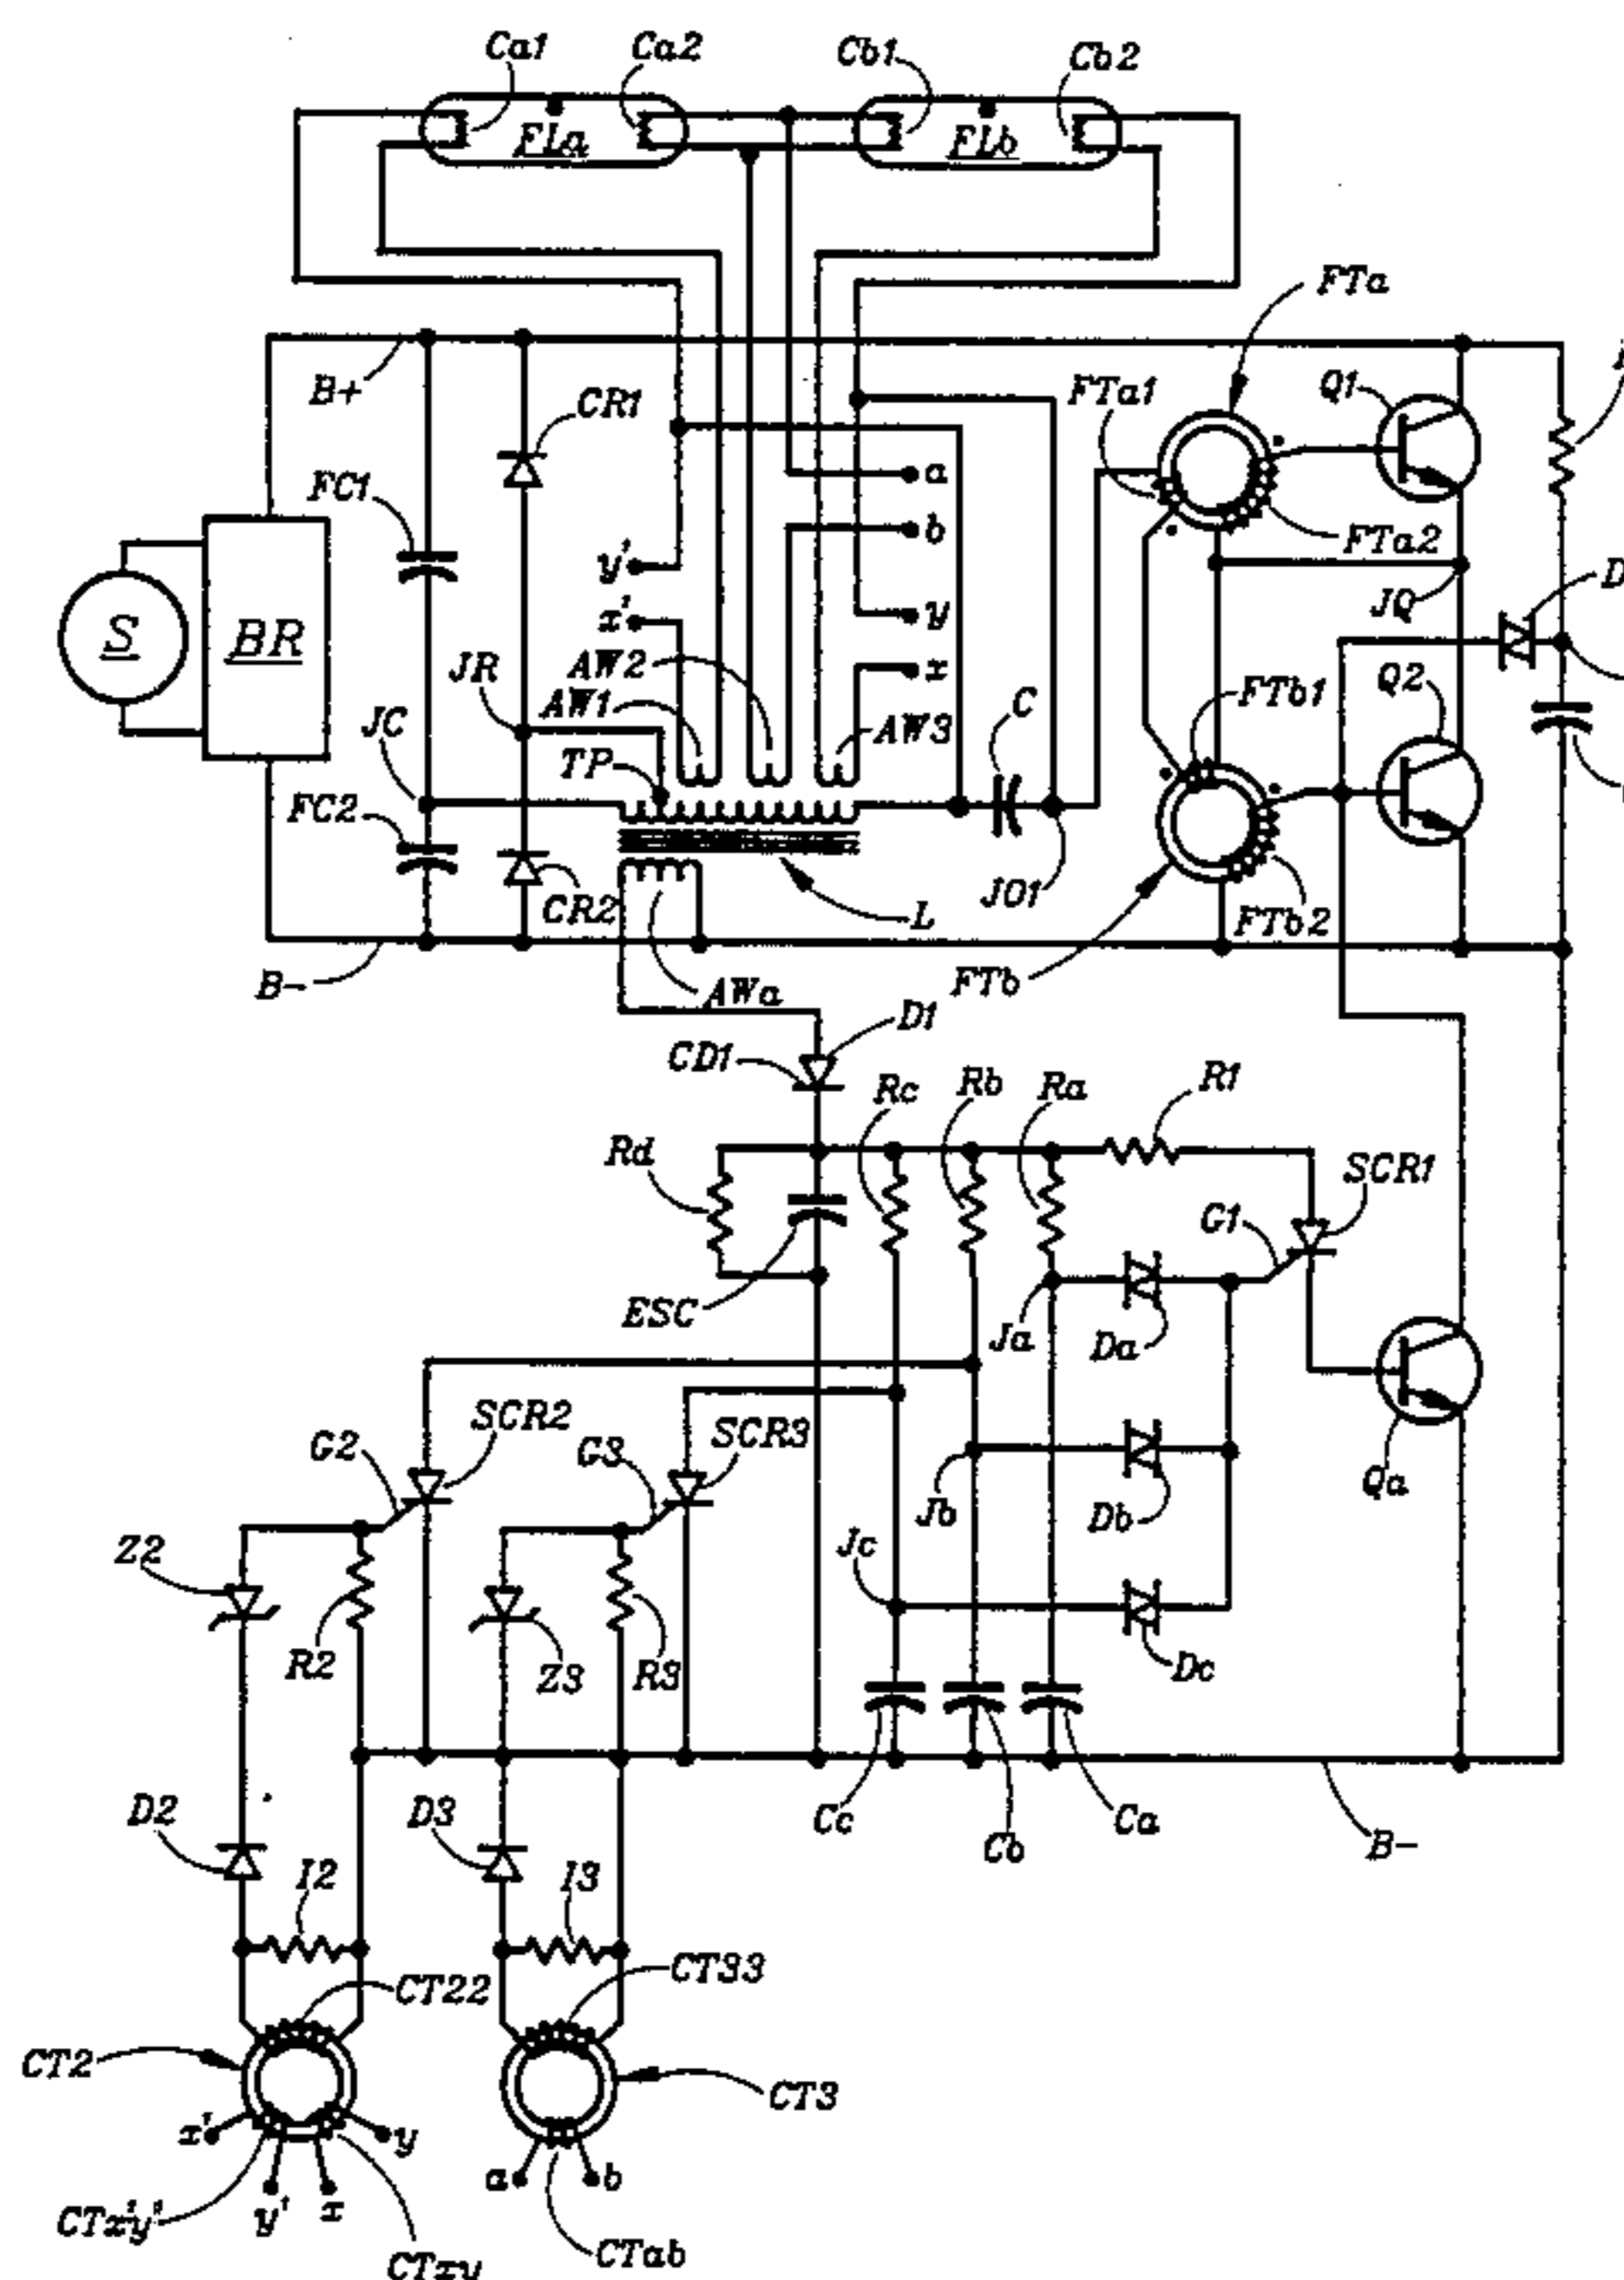 Ca1
Ca2
Cb1
Cb2
FLa
FLb
FTa
B+
CR1
FTa1
Q1
a
FC1
b
FTa2
y'
JQ
D
S
BR
x'
y
JR
AW2
x
FTb1
Q2
JC
AW1
C
TP
AW3
FC2
CR2
L
JO1
FTb2
B-
AWa
FTb
D1
CD1
Rc
Rb
Ra
R1
Rd
SCR1
G1
ESC
Ja
Da
SCR2
G2
G3
SCR3
Qa
Jb
Db
Z2
Jc
R2
Z3
R3
Dc
D2
D3
Cc
Cb
Ca
B-
I2
I3
CT22
CT33
CT2
CT3
x'
y
a
b
y'
x
CTx'y'
CTxy
CTab